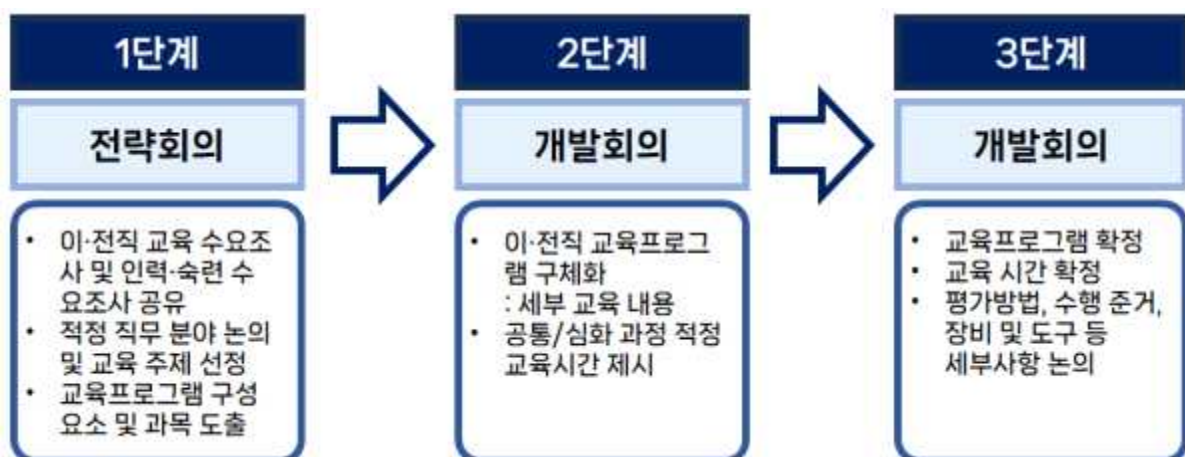 1단계
전략회의
• 이·전직 교육 수요조
사 및 인력·숙련 수
요조사 공유
• 적정 직무 분야 논의
및 교육 주제 선정
• 교육프로그램 구성
요소 및 과목 도출
2단계
개발회의
• 이·전직 교육프로그
램 구체화
: 세부 교육 내용
• 공통/심화 과정 적정
교육시간 제시
3단계
개발회의
• 교육프로그램 확정
• 교육 시간 확정
• 평가방법, 수행 준거,
장비 및 도구 등
세부사항 논의